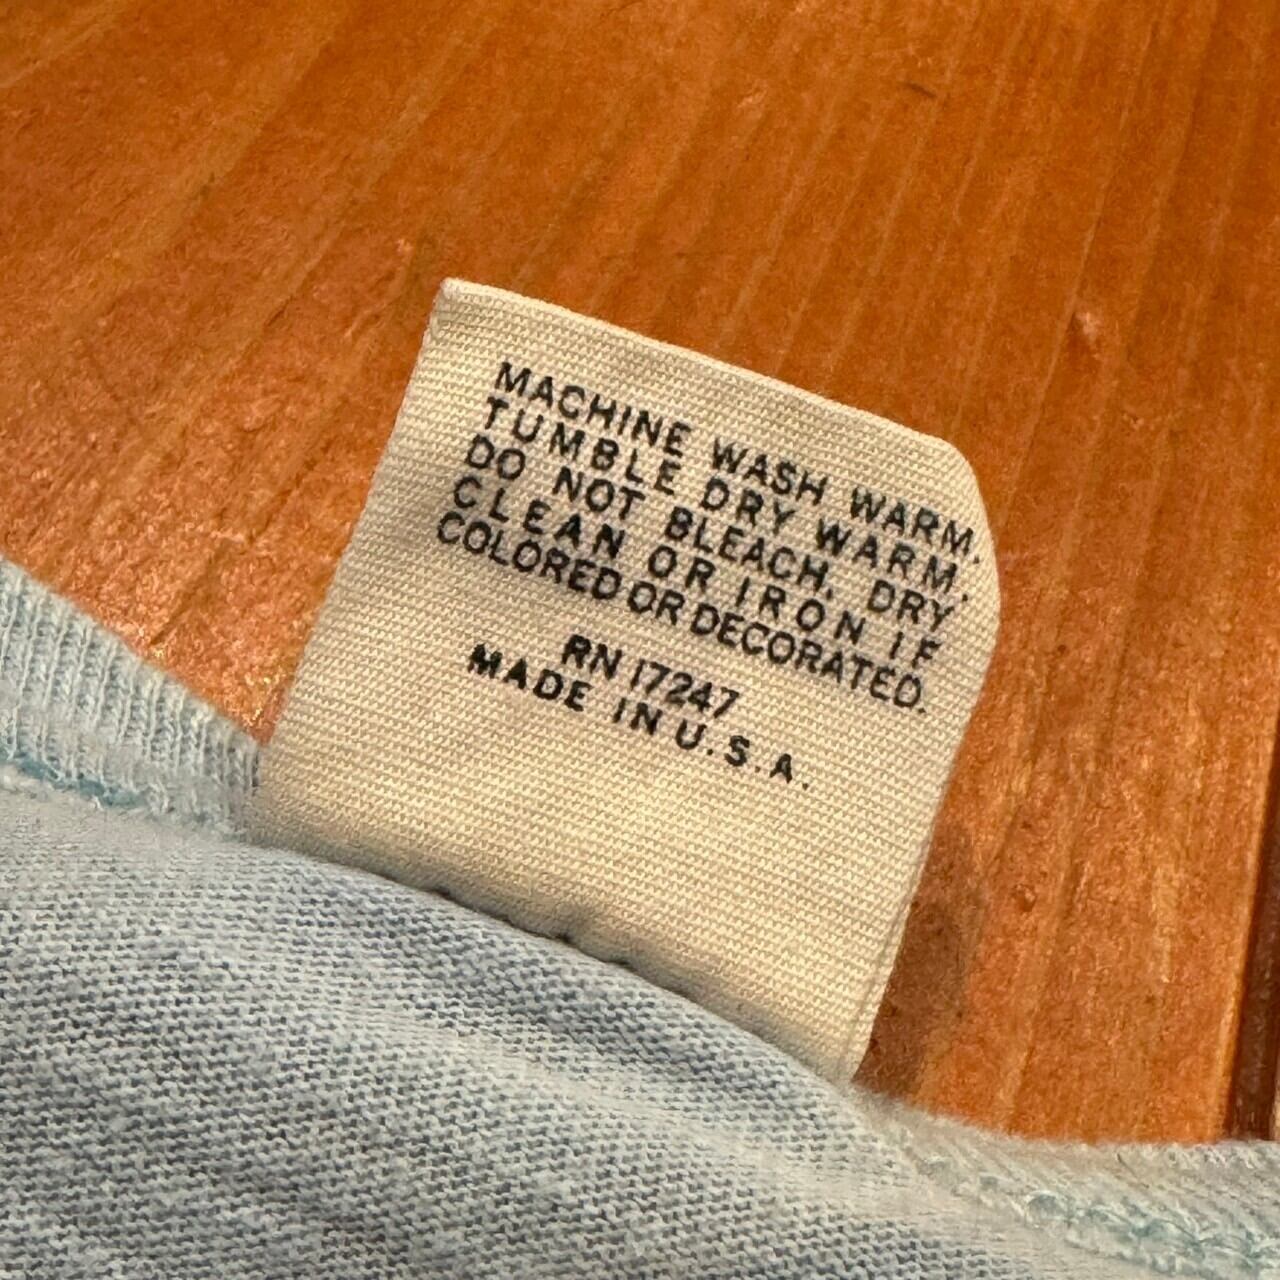 MACHINE WASH WARM.
TUMBLE DRY WARM.
DO NOT BLEACH. DRY
CLEAN OR IRON IF
COLORED OR DECORATED.
RN 17247
MADE IN U.S.A.